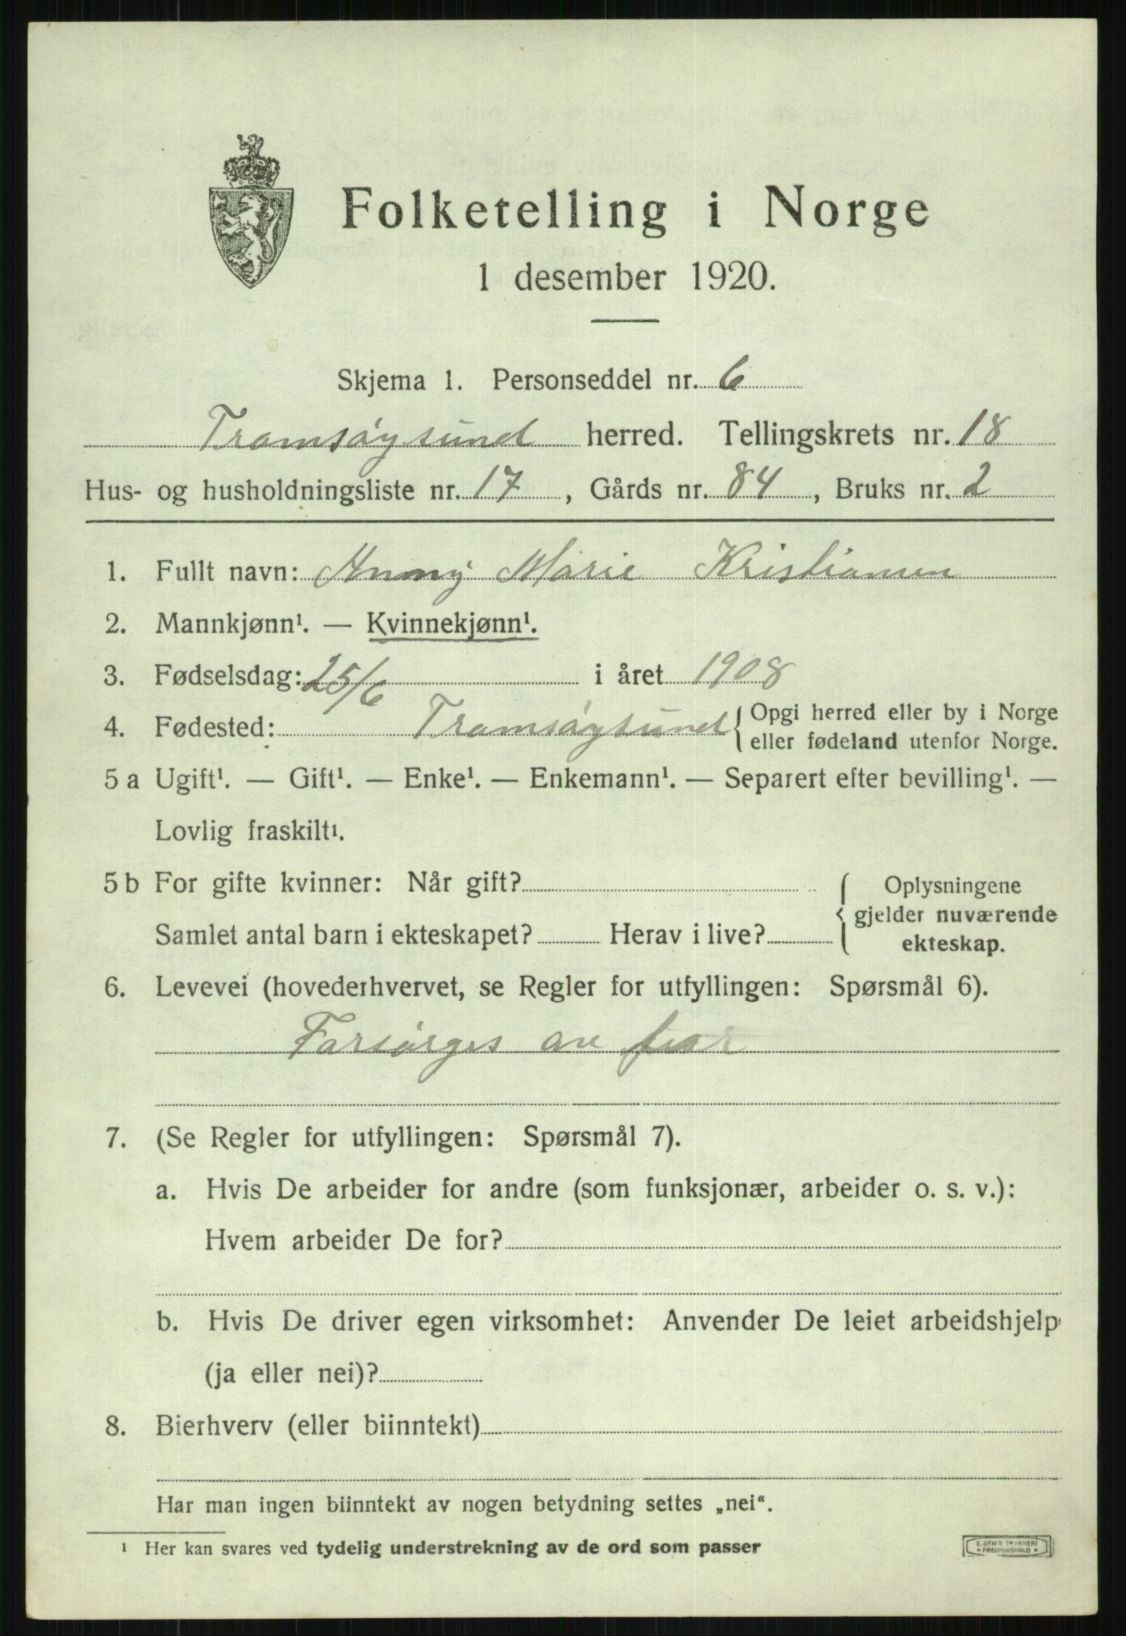 Folketelling i Norge
1 desember 1920.
Skjema 1. Personseddel nr. 6
Tromsøysund herred. Tellingskrets nr. 18
Hus- og husholdningsliste nr. 17, Gårds nr. 84, Bruks nr. 2
1. Fullt navn: Anny Marie Kristiansen
2. Mannkjønn¹. — Kvinnekjønn¹.
3. Fødselsdag: 25/6 i året 1908
4. Fødested: Tromsøysund { Opgi herred eller by i Norge
eller fødeland utenfor Norge.
5 a Ugift¹. — Gift¹. — Enke¹. — Enkemann¹. — Separert efter bevilling¹. —
Lovlig fraskilt¹.
5 b For gifte kvinner: Når gift?
Samlet antal barn i ekteskapet? Herav i live?
{ Oplysningene
gjelder nuværende
ekteskap.
6. Levevei (hovederhvervet, se Regler for utfyllingen: Spørsmål 6).
Forsørges av far
7. (Se Regler for utfyllingen: Spørsmål 7).
a. Hvis De arbeider for andre (som funksjonær, arbeider o. s. v.):
Hvem arbeider De for?
b. Hvis De driver egen virksomhet: Anvender De leiet arbeidshjelp
(ja eller nei)?
8. Bierhverv (eller biinntekt)
Har man ingen biinntekt av nogen betydning settes „nei“.
¹ Her kan svares ved tydelig understrekning av de ord som passer